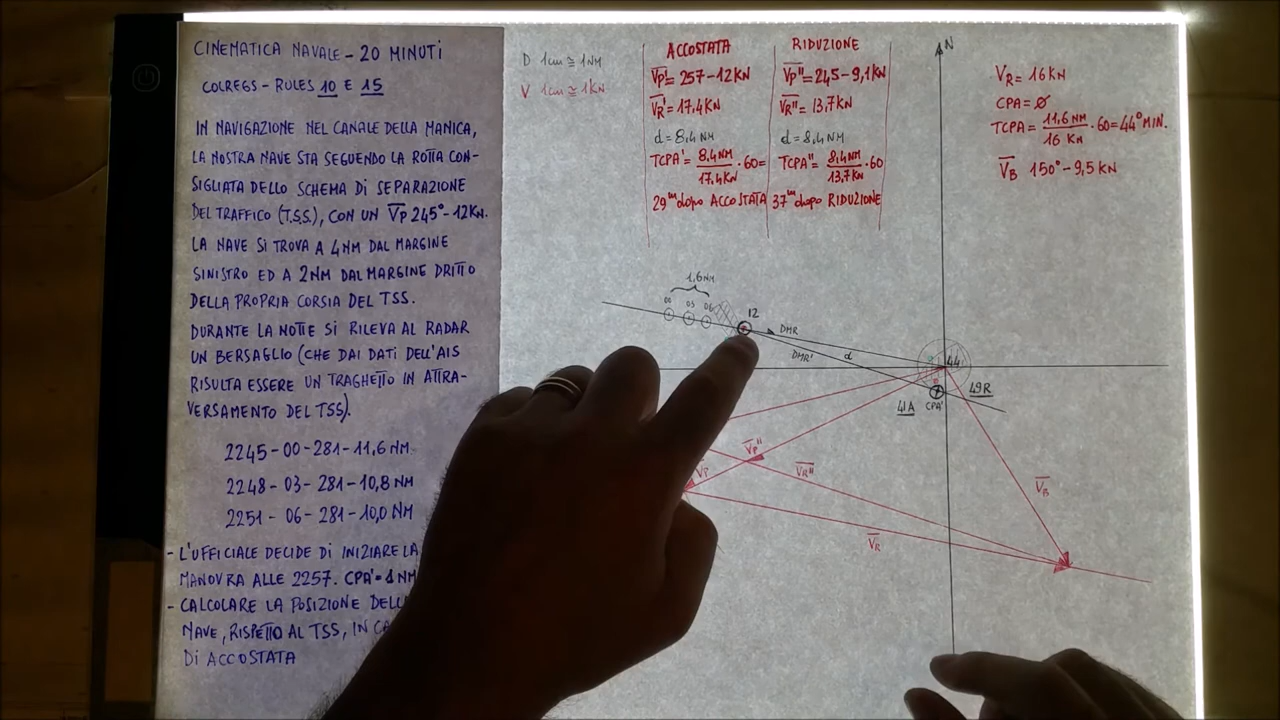 CINEMATICA NAVALE - 20 MINUTI
COLREGS - RULES 10 E 15
IN NAVIGAZIONE NEL CANALE DELLA MANICA,
LA NOSTRA NAVE STA SEGUENDO LA ROTTA CON-
SIGLIATA DELLO SCHEMA DI SEPARAZIONE
DEL TRAFFICO (T.S.S.), CON UN Vp 245° - 12KN.
LA NAVE SI TROVA A 4NM DAL MARGINE
SINISTRO ED A 2NM DAL MARGINE DRITTO
DELLA PROPRIA CORSIA DEL TSS.
DURANTE LA NOTTE SI RILEVA AL RADAR
UN BERSAGLIO (CHE DAI DATI DELL'AIS
RISULTA ESSERE UN TRAGHETTO IN ATTRA-
VERSAMENTO DEL TSS).
2245 - 00 - 281 - 11,6 NM
2248 - 03 - 281 - 10,8 NM
2251 - 06 - 281 - 10,0 NM
- L'UFFICIALE DECIDE DI INIZIARE LA
MANOVRA ALLE 2257. CPA' = 1 NM
- CALCOLARE LA POSIZIONE
NAVE, RISPETTO AL TSS, IN
DI ACCOSTATA
D 1cm ≅ 1NM
V 1cm ≅ 1KN
ACCOSTATA
Vp' = 257 - 12KN
VR' = 17,4KN
d = 8,4 NM
TCPA' = 8,4NM / 17,4KN · 60 =
29m dopo ACCOSTATA
RIDUZIONE
Vp" = 245 - 9,1KN
VR" = 13,7KN
d = 8,4 NM
TCPA" = 8,4NM / 13,7KN · 60
37m dopo RIDUZIONE
N
VR = 16KN
CPA = Ø
TCPA = 11,6 NM / 16 KN · 60 = 44° MIN.
VB 150° - 9,5 KN
1,6NM
00 03 06 12
DMR
DMR'
d
44
49R
41A
CPA'
Vp"
Vp
VR"
VR
VB